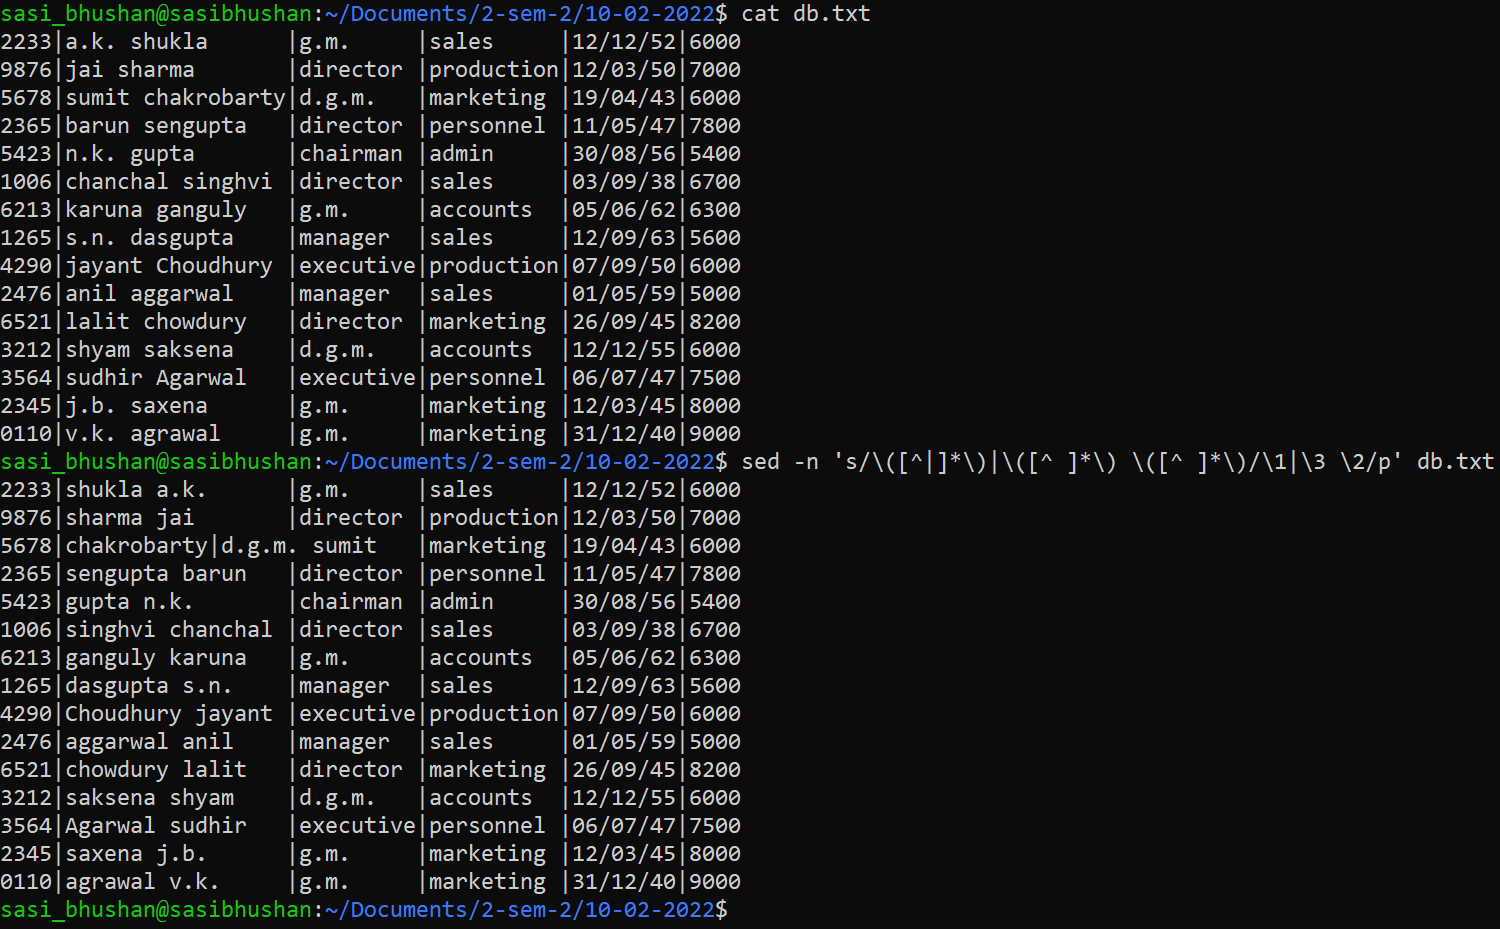 sasi_bhushan@sasibhushan:~/Documents/2-sem-2/10-02-2022$ cat db.txt
2233|a.k. shukla      |g.m.     |sales     |12/12/52|6000
9876|jai sharma       |director |production|12/03/50|7000
5678|sumit chakrobarty|d.g.m.   |marketing |19/04/43|6000
2365|barun sengupta   |director |personnel |11/05/47|7800
5423|n.k. gupta       |chairman |admin     |30/08/56|5400
1006|chanchal singhvi |director |sales     |03/09/38|6700
6213|karuna ganguly   |g.m.     |accounts  |05/06/62|6300
1265|s.n. dasgupta    |manager  |sales     |12/09/63|5600
4290|jayant Choudhury |executive|production|07/09/50|6000
2476|anil aggarwal    |manager  |sales     |01/05/59|5000
6521|lalit chowdury   |director |marketing |26/09/45|8200
3212|shyam saksena    |d.g.m.   |accounts  |12/12/55|6000
3564|sudhir Agarwal   |executive|personnel |06/07/47|7500
2345|j.b. saxena      |g.m.     |marketing |12/03/45|8000
0110|v.k. agrawal     |g.m.     |marketing |31/12/40|9000
sasi_bhushan@sasibhushan:~/Documents/2-sem-2/10-02-2022$ sed -n 's/\([^|]*\)|\([^ ]*\) \([^ ]*\)/\1|\3 \2/p' db.txt
2233|shukla a.k.      |g.m.     |sales     |12/12/52|6000
9876|sharma jai       |director |production|12/03/50|7000
5678|chakrobarty|d.g.m. sumit   |marketing |19/04/43|6000
2365|sengupta barun   |director |personnel |11/05/47|7800
5423|gupta n.k.       |chairman |admin     |30/08/56|5400
1006|singhvi chanchal |director |sales     |03/09/38|6700
6213|ganguly karuna   |g.m.     |accounts  |05/06/62|6300
1265|dasgupta s.n.    |manager  |sales     |12/09/63|5600
4290|Choudhury jayant |executive|production|07/09/50|6000
2476|aggarwal anil    |manager  |sales     |01/05/59|5000
6521|chowdury lalit   |director |marketing |26/09/45|8200
3212|saksena shyam    |d.g.m.   |accounts  |12/12/55|6000
3564|Agarwal sudhir   |executive|personnel |06/07/47|7500
2345|saxena j.b.      |g.m.     |marketing |12/03/45|8000
0110|agrawal v.k.     |g.m.     |marketing |31/12/40|9000
sasi_bhushan@sasibhushan:~/Documents/2-sem-2/10-02-2022$